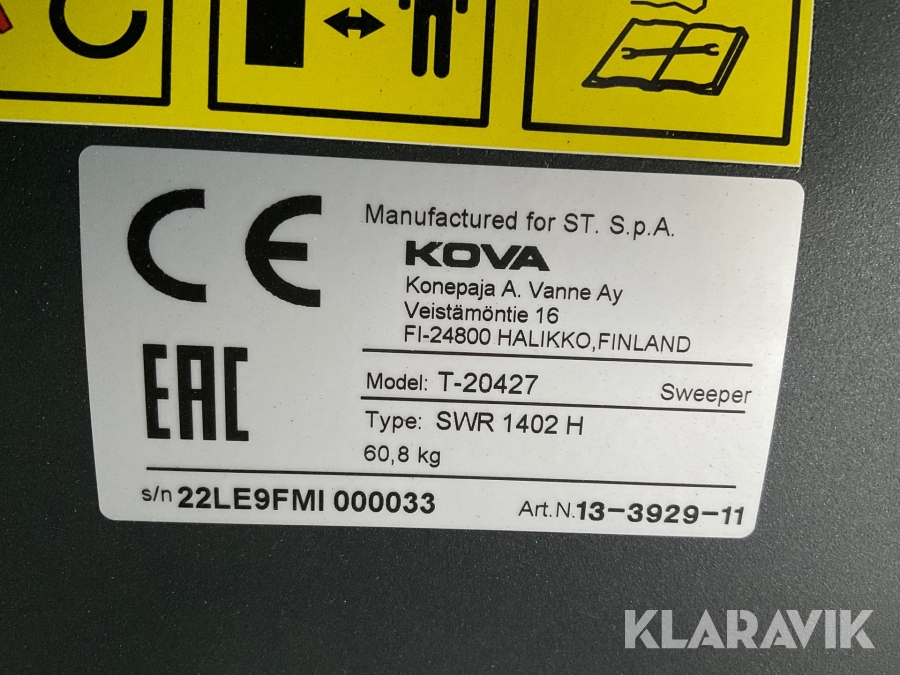 CE
Manufactured for ST. S.p.A.
KOVA
Konepaja A. Vanne Ay
Veistämöntie 16
FI-24800 HALIKKO,FINLAND
EAC
Model: T-20427 Sweeper
Type: SWR 1402 H
60,8 kg
s/n 22LE9FMI 000033 Art.N. 13-3929-11
KLARAVIK